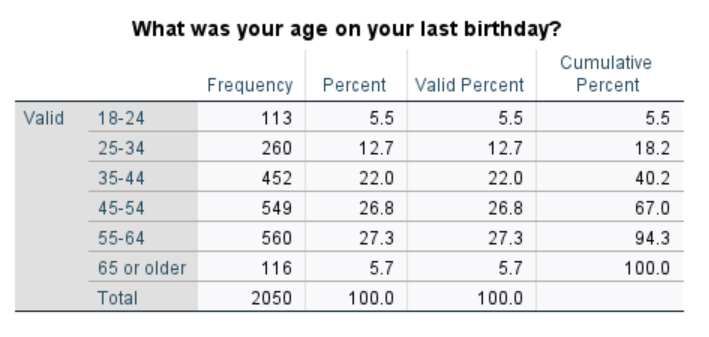 What was your age on your last birthday?
Frequency Percent Valid Percent Cumulative Percent
Valid 18-24 113 5.5 5.5 5.5
25-34 260 12.7 12.7 18.2
35-44 452 22.0 22.0 40.2
45-54 549 26.8 26.8 67.0
55-64 560 27.3 27.3 94.3
65 or older 116 5.7 5.7 100.0
Total 2050 100.0 100.0